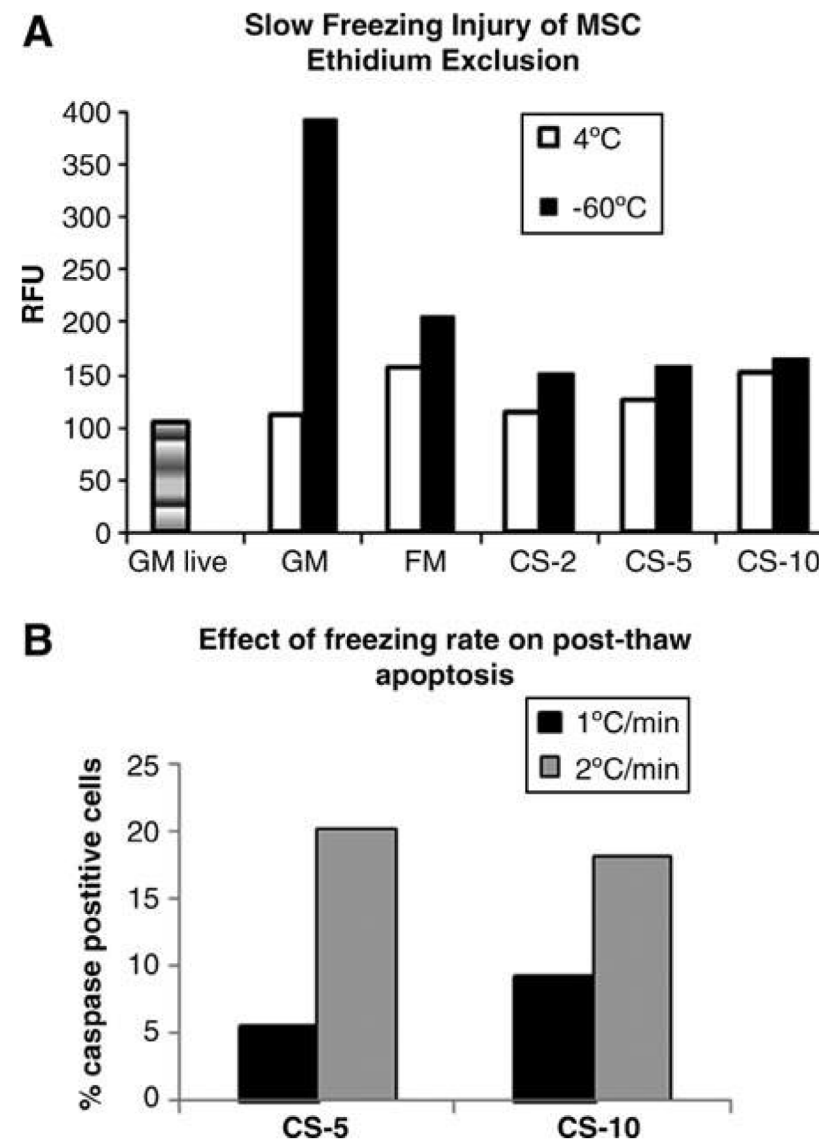 A
Slow Freezing Injury of MSC
Ethidium Exclusion
400
350
300
250
200
150
100
50
0
RFU
4ºC
-60ºC
GM live
GM
FM
CS-2
CS-5
CS-10
B
Effect of freezing rate on post-thaw
apoptosis
1ºC/min
2ºC/min
% caspase postitive cells
25
20
15
10
5
0
CS-5
CS-10